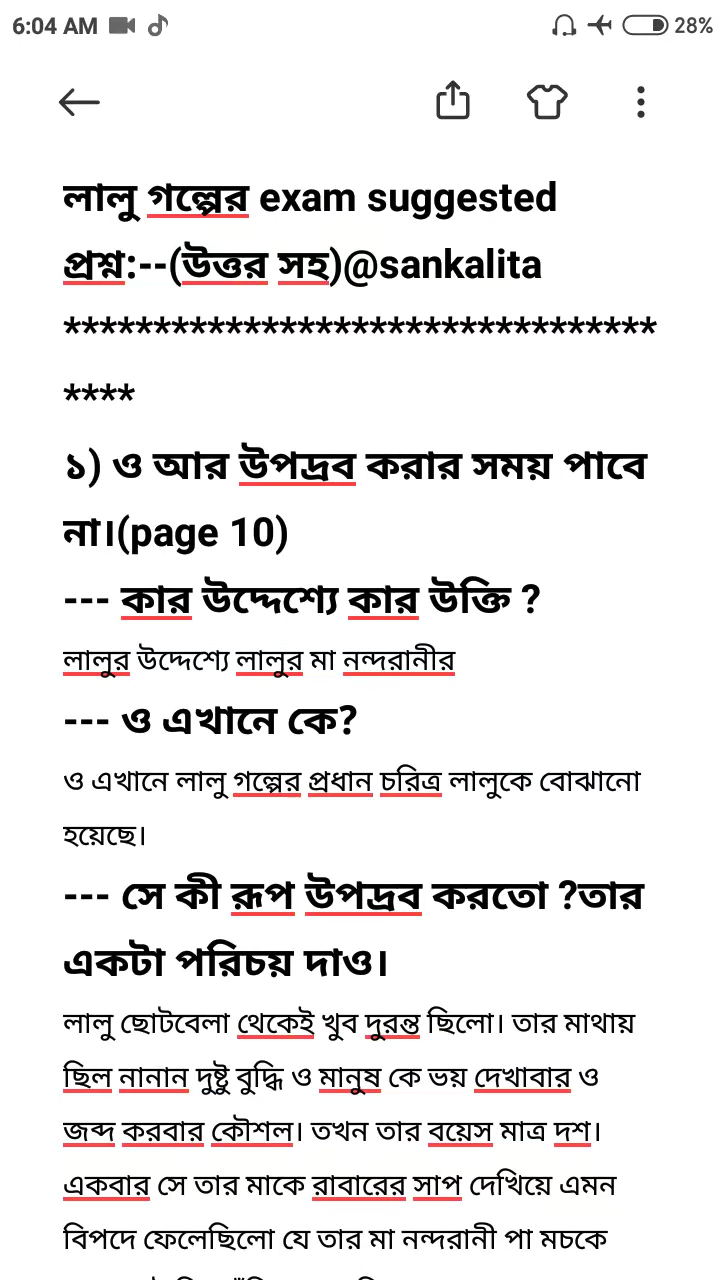 6:04 AM
28%
লালু গল্পের exam suggested
প্রশ্ন:--(উত্তর সহ)@sankalita
*********************************
****
১) ও আর উপদ্রব করার সময় পাবে
না।(page 10)
--- কার উদ্দেশ্যে কার উক্তি ?
লালুর উদ্দেশ্যে লালুর মা নন্দরানীর
--- ও এখানে কে?
ও এখানে লালু গল্পের প্রধান চরিত্র লালুকে বোঝানো
হয়েছে।
--- সে কী রূপ উপদ্রব করতো ?তার
একটা পরিচয় দাও।
লালু ছোটবেলা থেকেই খুব দুরন্ত ছিলো। তার মাথায়
ছিল নানান দুষ্টু বুদ্ধি ও মানুষ কে ভয় দেখাবার ও
জব্দ করবার কৌশল। তখন তার বয়েস মাত্র দশ।
একবার সে তার মাকে রাবারের সাপ দেখিয়ে এমন
বিপদে ফেলেছিলো যে তার মা নন্দরানী পা মচকে